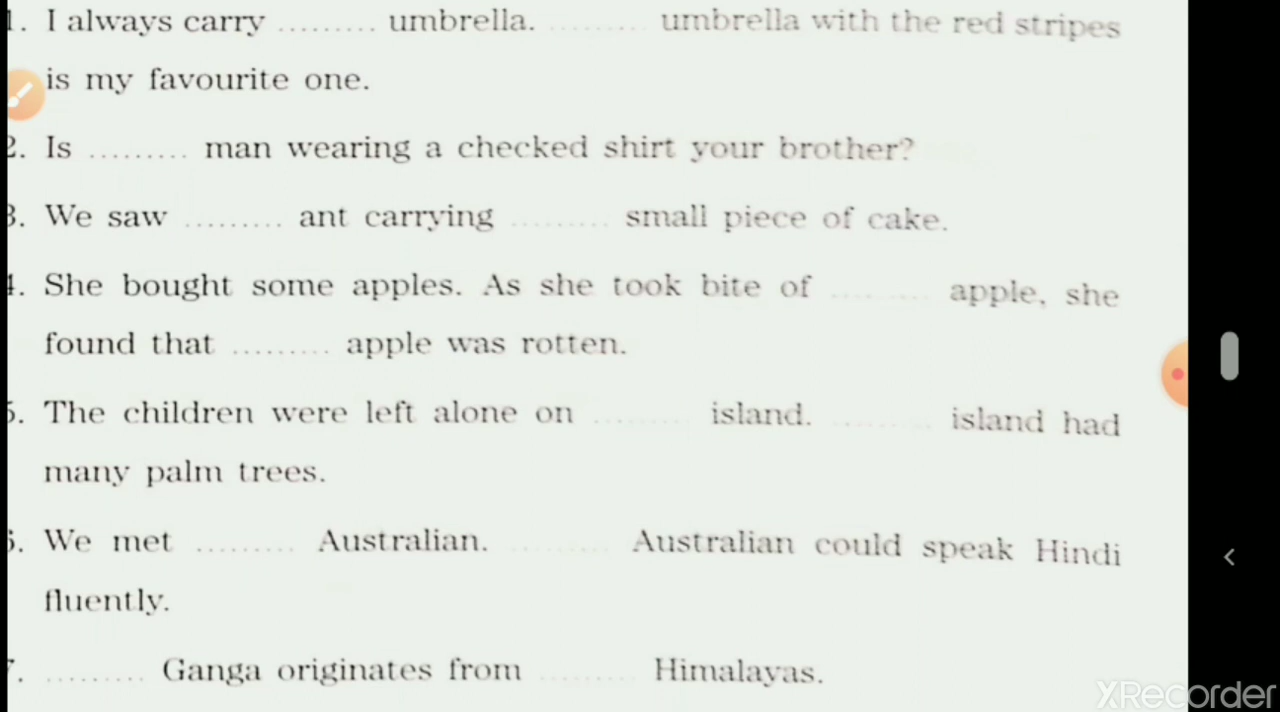 1. I always carry ......... umbrella. ......... umbrella with the red stripes
is my favourite one.
2. Is ......... man wearing a checked shirt your brother?
3. We saw ......... ant carrying ......... small piece of cake.
4. She bought some apples. As she took bite of ......... apple, she
found that ......... apple was rotten.
5. The children were left alone on ......... island. ......... island had
many palm trees.
6. We met ......... Australian. ......... Australian could speak Hindi
fluently.
7. ......... Ganga originates from ......... Himalayas.
XRecorder